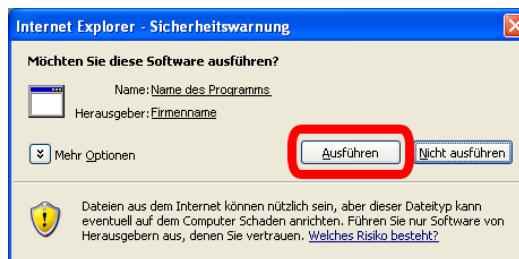 Internet Explorer - Sicherheitswarnung
Möchten Sie diese Software ausführen?
Name: Name des Programms
Herausgeber: Firmenname
Mehr Optionen
Ausführen
Nicht ausführen
Dateien aus dem Internet können nützlich sein, aber dieser Dateityp kann
eventuell auf dem Computer Schaden anrichten. Führen Sie nur Software von
Herausgebern aus, denen Sie vertrauen. Welches Risiko besteht?